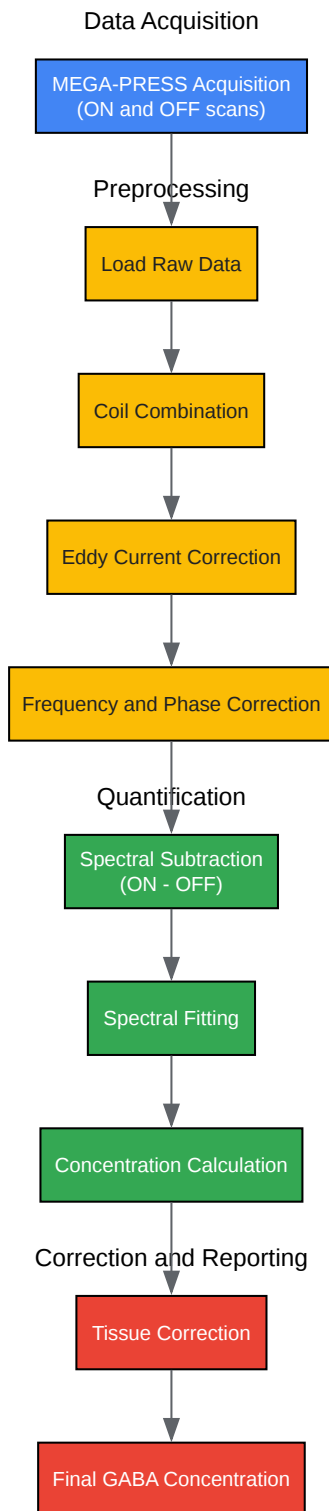 Data Acquisition
MEGA-PRESS Acquisition
(ON and OFF scans)
Preprocessing
Load Raw Data
Coil Combination
Eddy Current Correction
Frequency and Phase Correction
Quantification
Spectral Subtraction
(ON - OFF)
Spectral Fitting
Concentration Calculation
Correction and Reporting
Tissue Correction
Final GABA Concentration